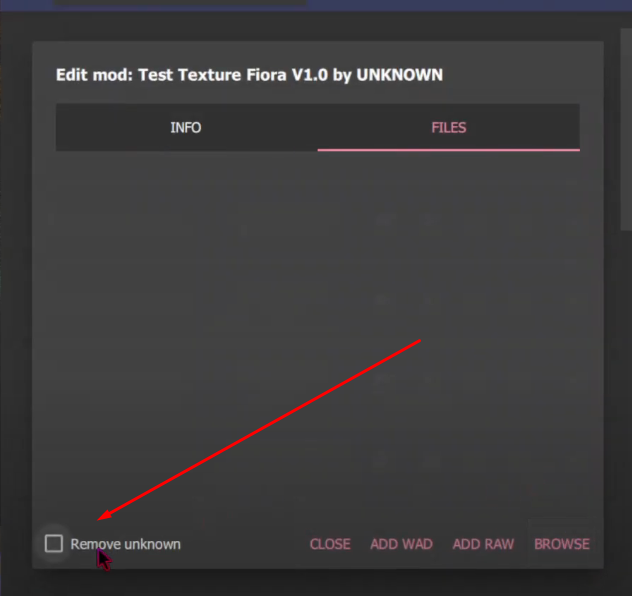 Edit mod: Test Texture Fiora V1.0 by UNKNOWN
INFO FILES
Remove unknown CLOSE ADD WAD ADD RAW BROWSE